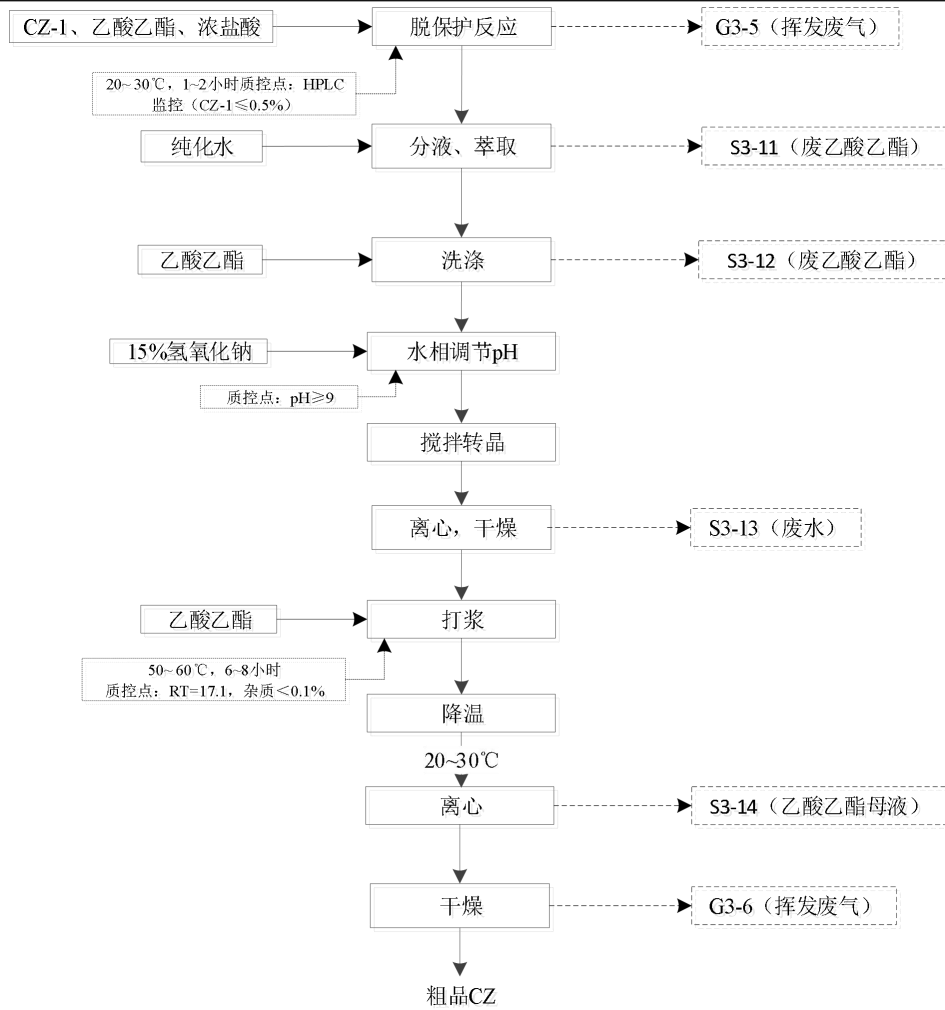 CZ-1、乙酸乙酯、浓盐酸
脱保护反应
G3-5（挥发废气）
20~30℃，1~2小时质控点：HPLC
监控（CZ-1≤0.5%）
纯化水
分液、萃取
S3-11（废乙酸乙酯）
乙酸乙酯
洗涤
S3-12（废乙酸乙酯）
15%氢氧化钠
水相调节pH
质控点：pH≥9
搅拌转晶
离心，干燥
S3-13（废水）
乙酸乙酯
打浆
50~60℃，6~8小时
质控点：RT=17.1，杂质＜0.1%
降温
20~30℃
离心
S3-14（乙酸乙酯母液）
干燥
G3-6（挥发废气）
粗品CZ